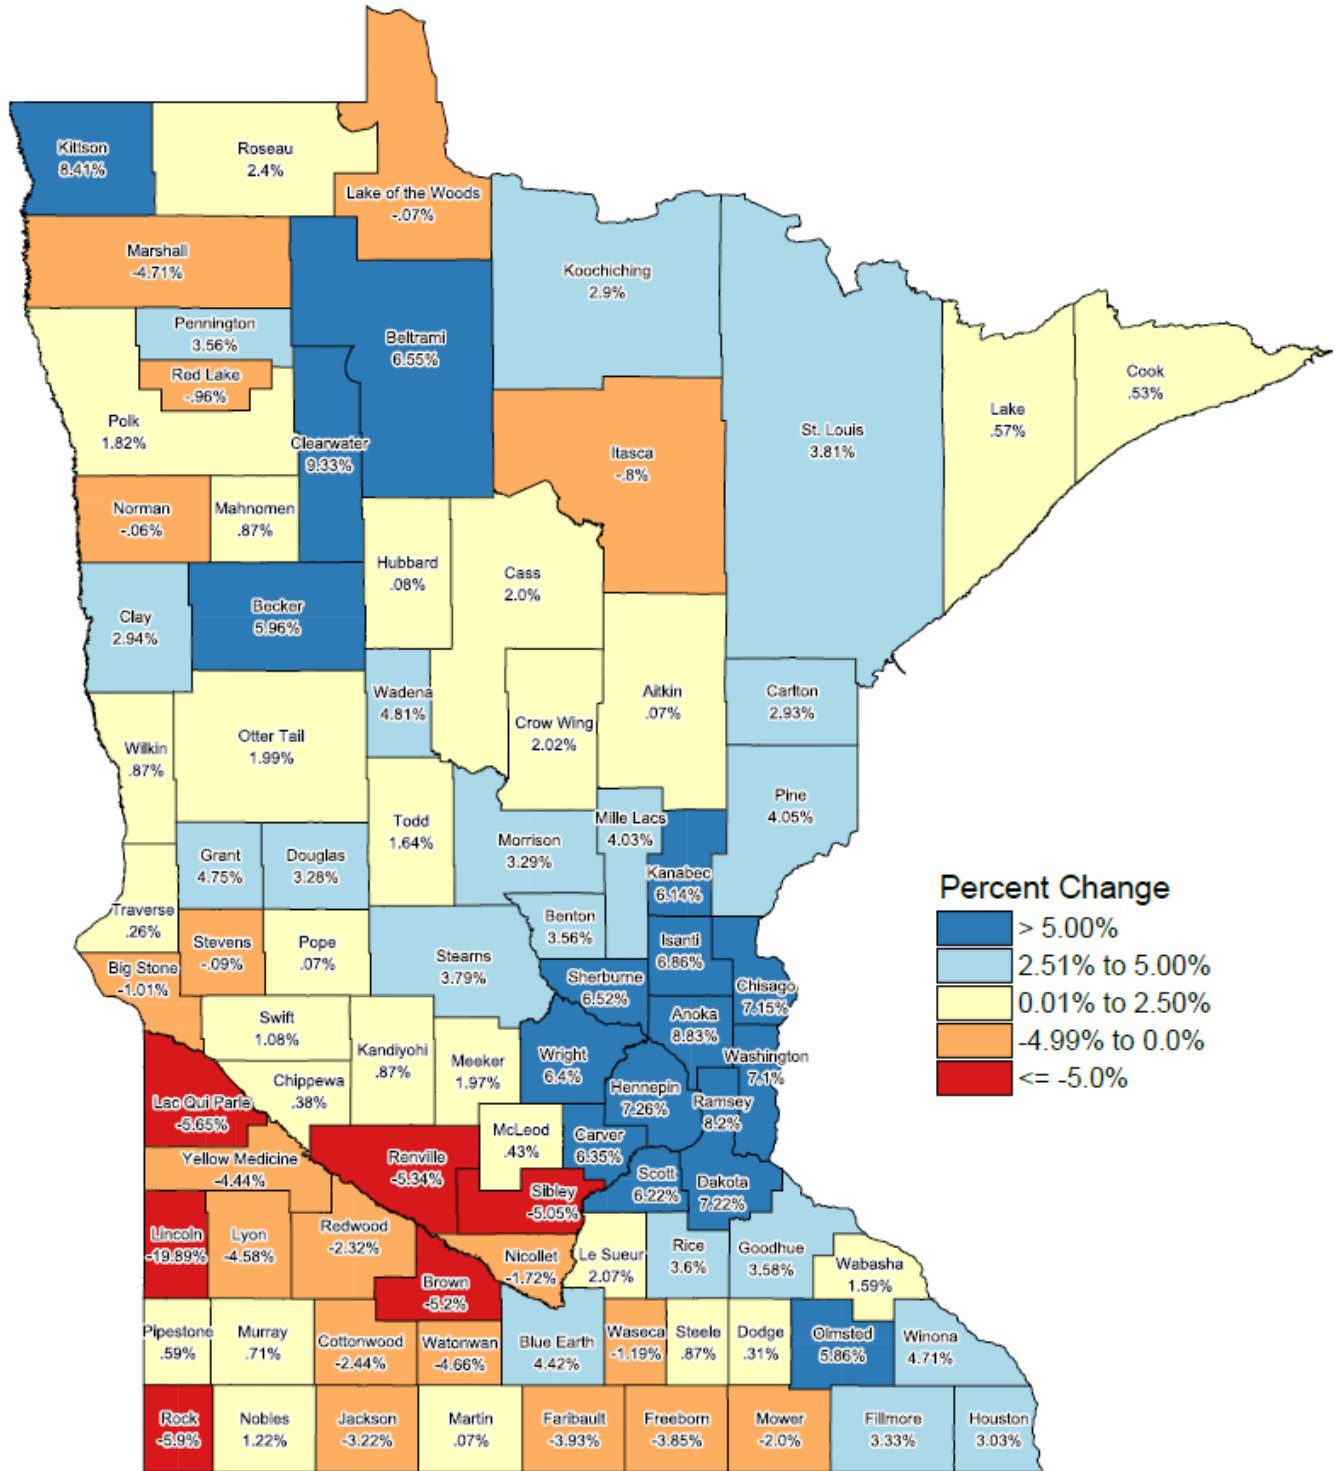 Kittson
8.41%
Roseau
2.4%
Lake of the Woods
-.07%
Marshall
-4.71%
Koochiching
2.9%
Pennington
3.56%
Beltrami
6.55%
Red Lake
-.96%
Polk
1.82%
Clearwater
9.33%
Itasca
-.8%
St. Louis
3.81%
Lake
.57%
Cook
.53%
Norman
-.06%
Mahnomen
.87%
Hubbard
.08%
Cass
2.0%
Clay
2.94%
Becker
5.96%
Wadena
4.81%
Crow Wing
2.02%
Aitkin
.07%
Carlton
2.93%
Wilkin
.87%
Otter Tail
1.99%
Pine
4.05%
Todd
1.64%
Morrison
3.29%
Mille Lacs
4.03%
Kanabec
6.14%
Grant
4.75%
Douglas
3.28%
Traverse
.26%
Stevens
-.09%
Pope
.07%
Stearns
3.79%
Benton
3.56%
Isanti
6.86%
Sherburne
6.52%
Chisago
7.15%
Big Stone
-1.01%
Swift
1.08%
Kandiyohi
.87%
Meeker
1.97%
Wright
6.4%
Anoka
8.83%
Washington
7.1%
Hennepin
7.26%
Ramsey
8.2%
Chippewa
.38%
Lac Qui Parle
-5.65%
McLeod
.43%
Carver
6.35%
Yellow Medicine
-4.44%
Renville
-5.34%
Sibley
-5.05%
Scott
6.22%
Dakota
7.22%
Lincoln
-19.89%
Lyon
-4.58%
Redwood
-2.32%
Nicollet
-1.72%
Le Sueur
2.07%
Rice
3.6%
Goodhue
3.58%
Wabasha
1.59%
Brown
-5.2%
Pipestone
.59%
Murray
.71%
Cottonwood
-2.44%
Watonwan
-4.66%
Blue Earth
4.42%
Waseca
-1.19%
Steele
.87%
Dodge
.31%
Olmsted
5.86%
Winona
4.71%
Rock
-5.9%
Nobles
1.22%
Jackson
-3.22%
Martin
.07%
Faribault
-3.93%
Freeborn
-3.85%
Mower
-2.0%
Fillmore
3.33%
Houston
3.03%
Percent Change
> 5.00%
2.51% to 5.00%
0.01% to 2.50%
-4.99% to 0.0%
<= -5.0%